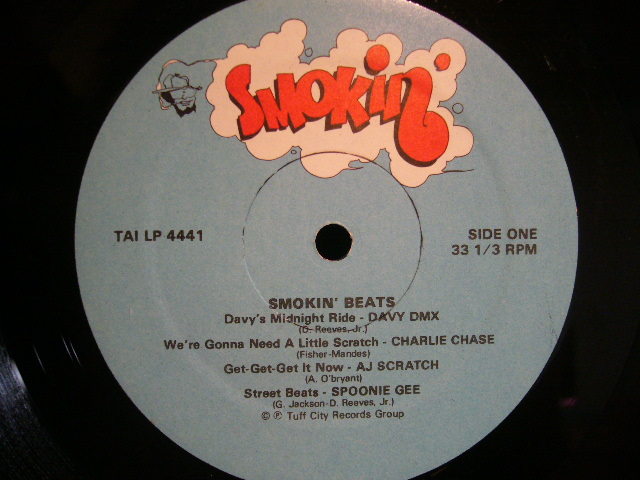 SMOKIN'
TAI LP 4441
SIDE ONE
33 1/3 RPM
SMOKIN' BEATS
Davy's Midnight Ride - DAVY DMX
(D. Reeves, Jr.)
We're Gonna Need A Little Scratch - CHARLIE CHASE
(Fisher-Mandes)
Get-Get-Get It Now - AJ SCRATCH
(A. O'bryant)
Street Beats - SPOONIE GEE
(G. Jackson-D. Reeves, Jr.)
© ℗ Tuff City Records Group